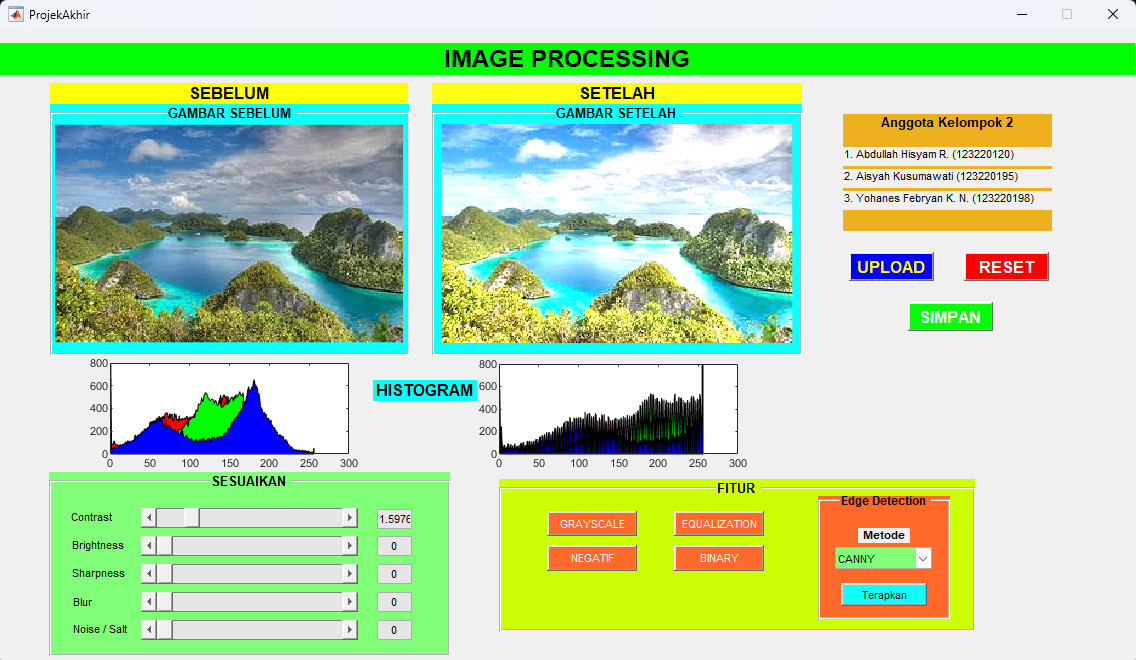 ProjekAkhir
IMAGE PROCESSING
SEBELUM
GAMBAR SEBELUM
SETELAH
GAMBAR SETELAH
Anggota Kelompok 2
1. Abdullah Hisyam R. (123220120)
2. Aisyah Kusumawati (123220195)
3. Yohanes Febryan K. N. (123220198)
UPLOAD
RESET
SIMPAN
800
600
400
200
0
0 50 100 150 200 250 300
HISTOGRAM
800
600
400
200
0
0 50 100 150 200 250 300
SESUAIKAN
Contrast 1.5976
Brightness 0
Sharpness 0
Blur 0
Noise / Salt 0
FITUR
GRAYSCALE
EQUALIZATION
NEGATIF
BINARY
Edge Detection
Metode
CANNY
Terapkan